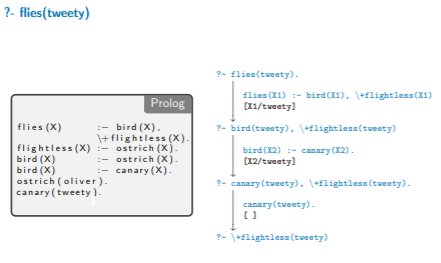 ?- flies(tweety)
Prolog
flies(X) :- bird(X),
\+flightless(X).
flightless(X) :- ostrich(X).
bird(X) :- ostrich(X).
bird(X) :- canary(X).
ostrich(oliver).
canary(tweety).
?- flies(tweety).
flies(X1) :- bird(X1), \+flightless(X1)
[X1/tweety]
?- bird(tweety), \+flightless(tweety)
bird(X2) :- canary(X2).
[X2/tweety]
?- canary(tweety), \+flightless(tweety).
canary(tweety).
[ ]
?- \+flightless(tweety)